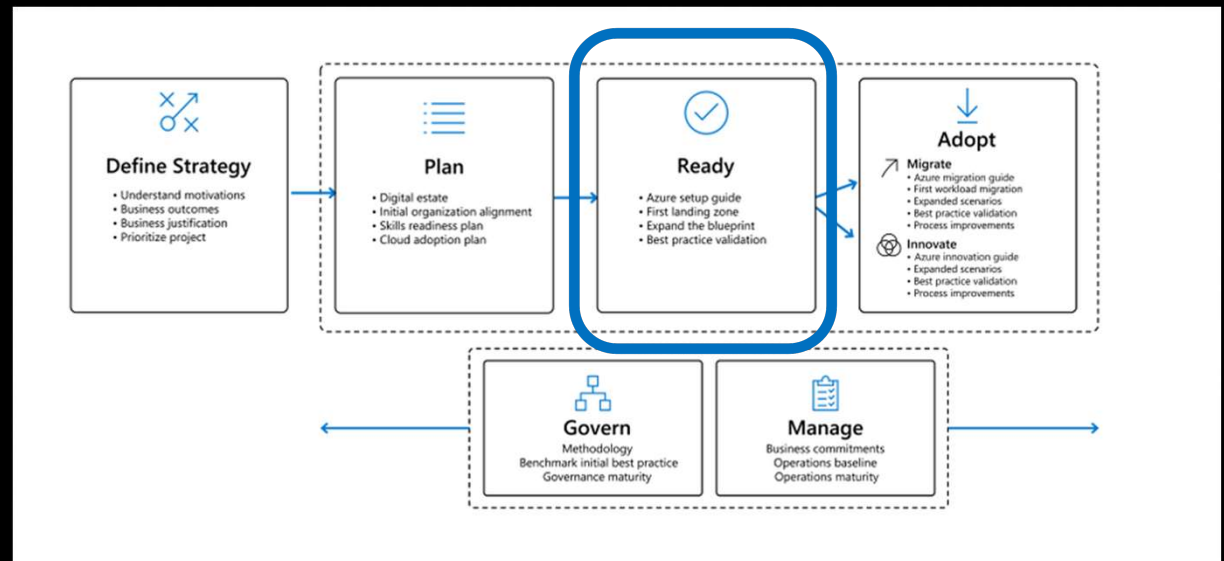 Define Strategy
• Understand motivations
• Business outcomes
• Business justification
• Prioritize project
Plan
• Digital estate
• Initial organization alignment
• Skills readiness plan
• Cloud adoption plan
Ready
• Azure setup guide
• First landing zone
• Expand the blueprint
• Best practice validation
Adopt
Migrate
• Azure migration guide
• First workload migration
• Expanded scenarios
• Best practice validation
• Process improvements
Innovate
• Azure innovation guide
• Expanded scenarios
• Best practice validation
• Process improvements
Govern
Methodology
Benchmark initial best practice
Governance maturity
Manage
Business commitments
Operations baseline
Operations maturity